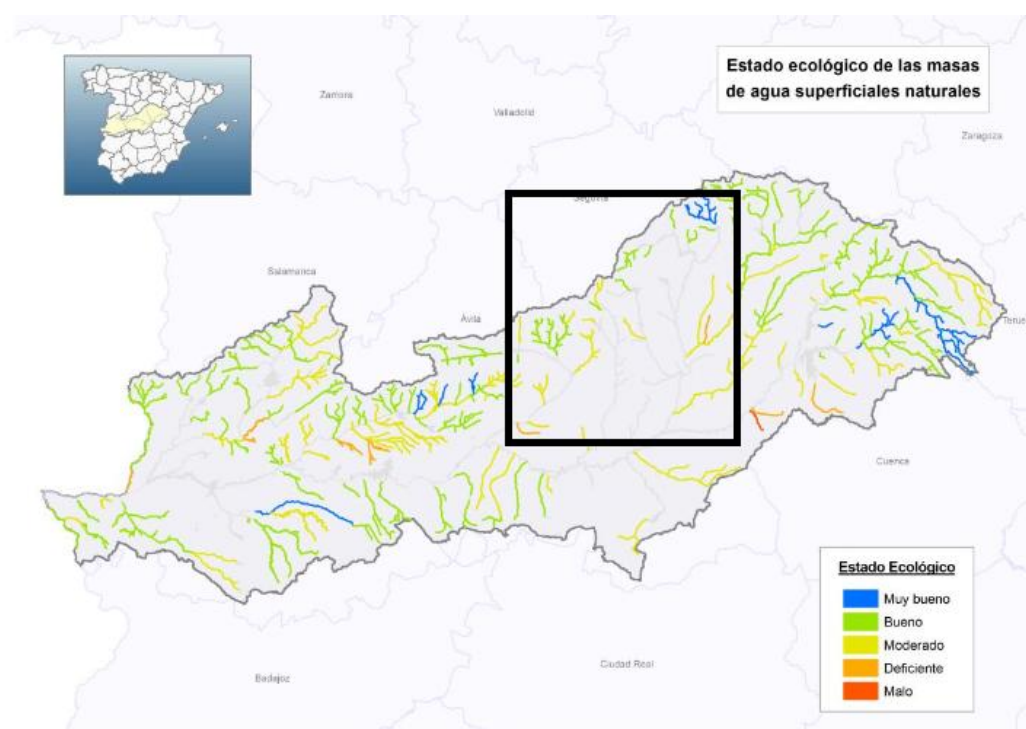 Estado ecológico de las masas
de agua superficiales naturales
Zamora
Valladolid
Zaragoza
Segovia
Salamanca
Ávila
Terue
Cuenca
Estado Ecológico
Muy bueno
Bueno
Moderado
Deficiente
Malo
Ciudad Real
Badajoz